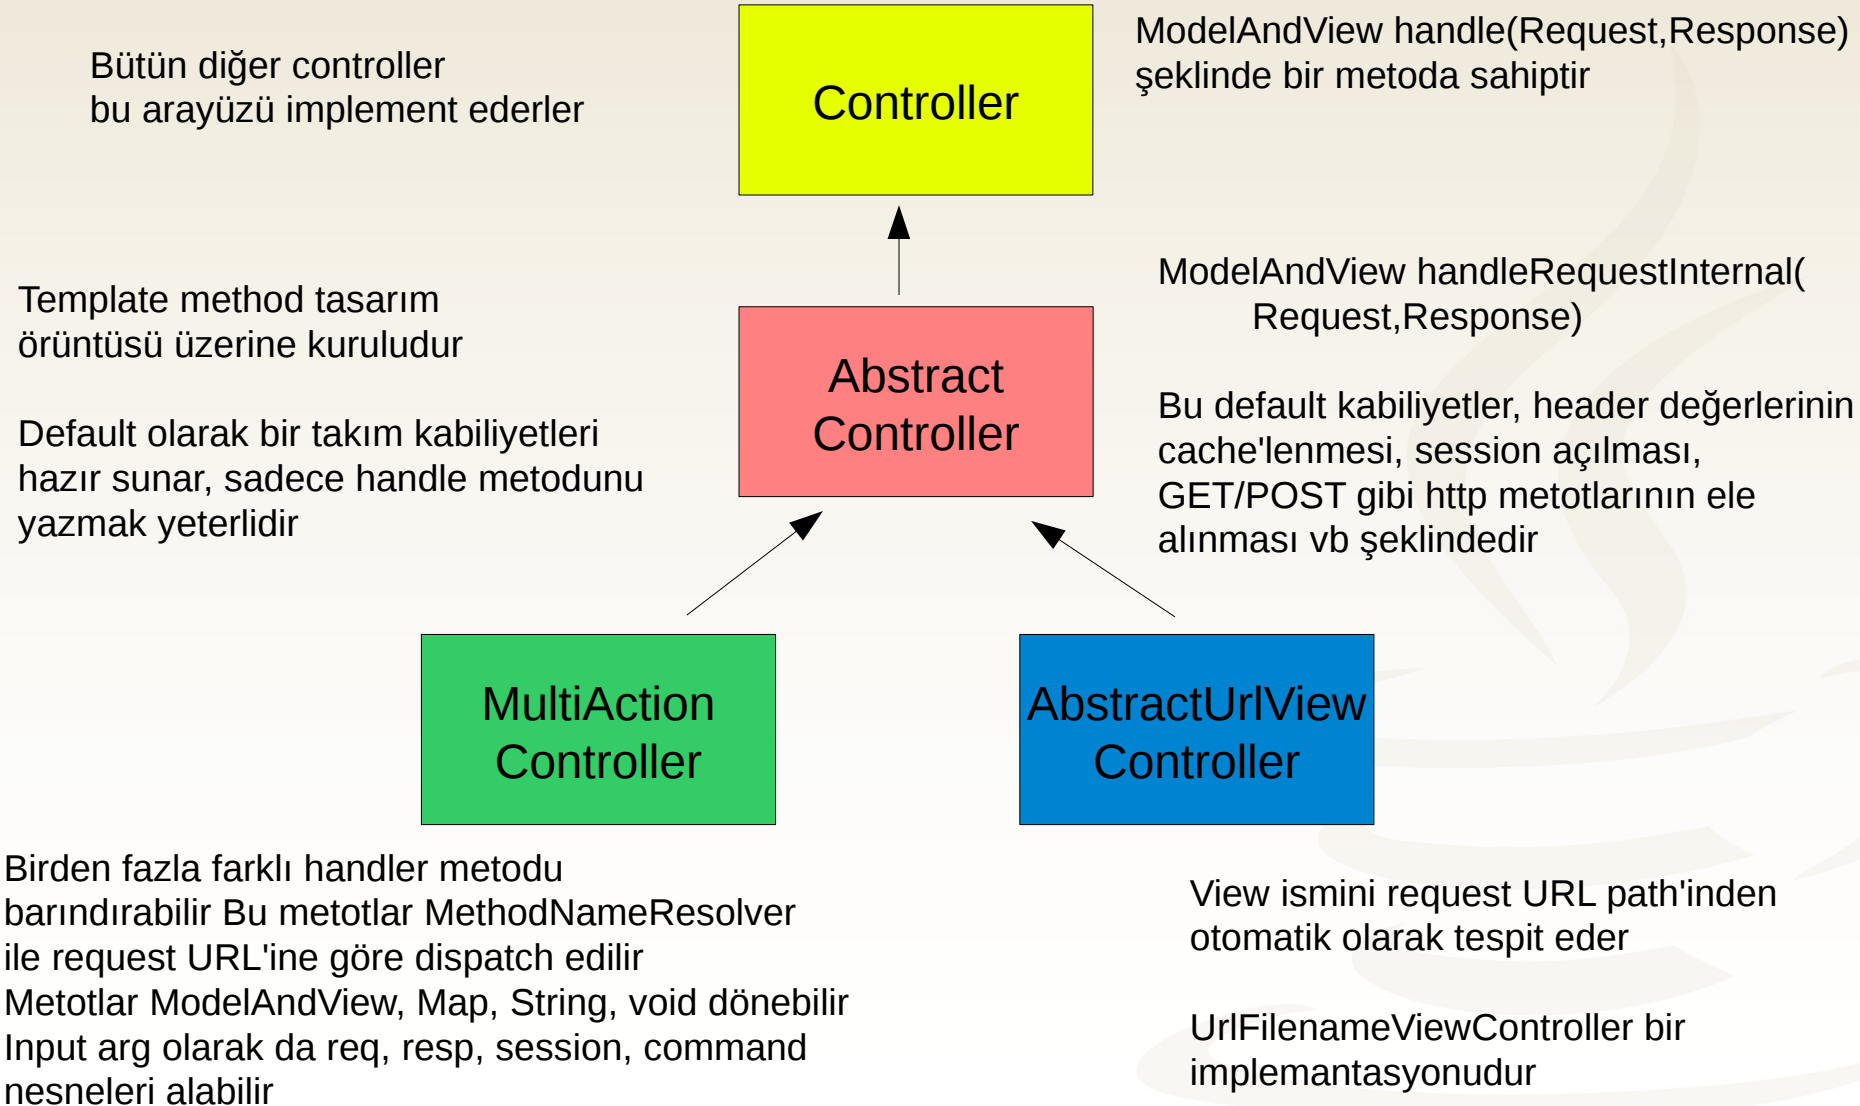 Bütün diğer controller
bu arayüzü implement ederler
Controller
ModelAndView handle(Request,Response)
şeklinde bir metoda sahiptir
Template method tasarım
örüntüsü üzerine kuruludur
Default olarak bir takım kabiliyetleri
hazır sunar, sadece handle metodunu
yazmak yeterlidir
Abstract
Controller
ModelAndView handleRequestInternal(
Request,Response)
Bu default kabiliyetler, header değerlerinin
cache'lenmesi, session açılması,
GET/POST gibi http metotlarının ele
alınması vb şeklindedir
MultiAction
Controller
AbstractUrlView
Controller
Birden fazla farklı handler metodu
barındırabilir Bu metotlar MethodNameResolver
ile request URL'ine göre dispatch edilir
Metotlar ModelAndView, Map, String, void dönebilir
Input arg olarak da req, resp, session, command
nesneleri alabilir
View ismini request URL path'inden
otomatik olarak tespit eder
UrlFilenameViewController bir
implemantasyonudur